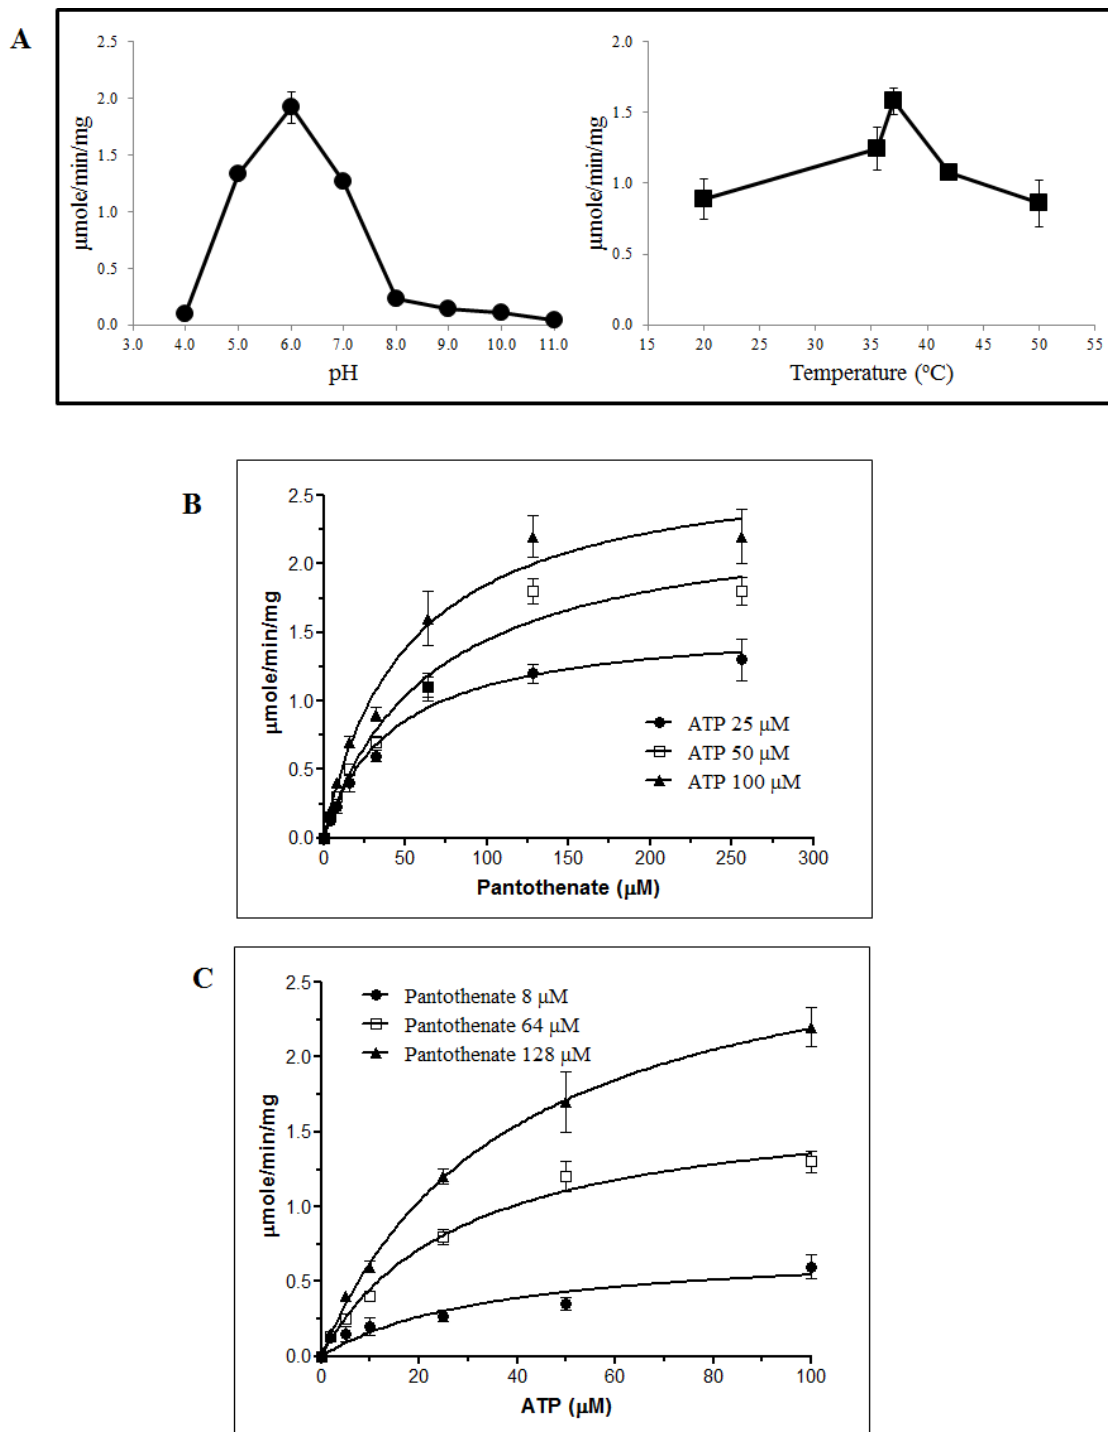 A
2.5
2.0
1.5
1.0
0.5
0.0
µmole/min/mg
3.0 4.0 5.0 6.0 7.0 8.0 9.0 10.0 11.0
pH
2.0
1.5
1.0
0.5
0.0
µmole/min/mg
15 20 25 30 35 40 45 50 55
Temperature (ºC)
B
2.5
2.0
1.5
1.0
0.5
0.0
µmole/min/mg
ATP 25 µM
ATP 50 µM
ATP 100 µM
0 50 100 150 200 250 300
Pantothenate (µM)
C
2.5
2.0
1.5
1.0
0.5
0.0
µmole/min/mg
Pantothenate 8 µM
Pantothenate 64 µM
Pantothenate 128 µM
0 20 40 60 80 100
ATP (µM)